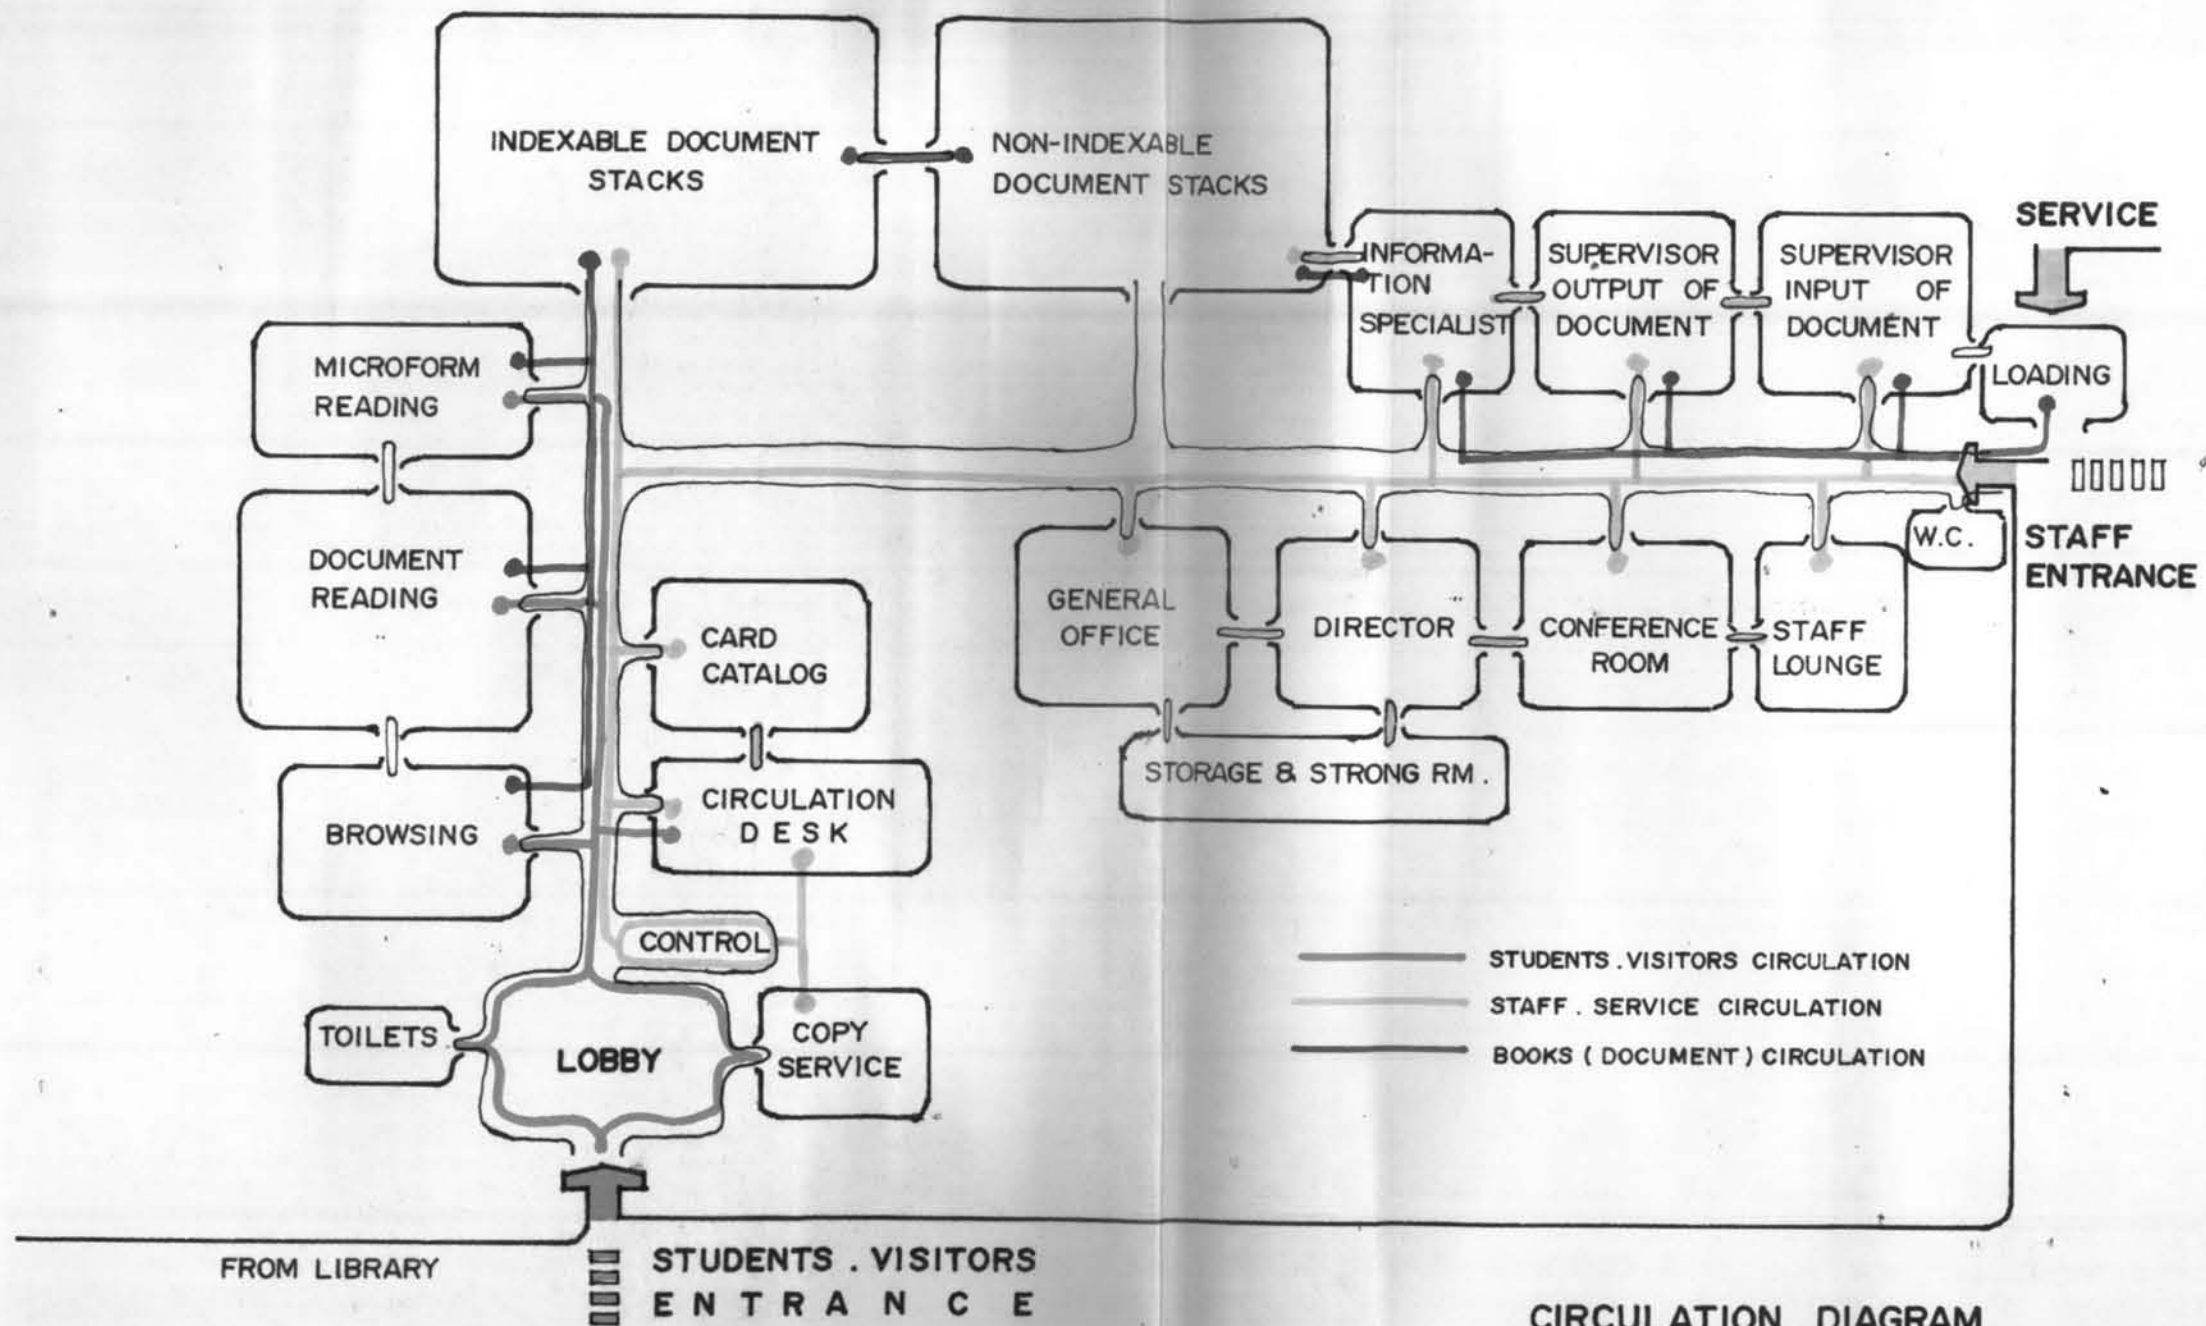 INDEXABLE DOCUMENT
STACKS
NON-INDEXABLE
DOCUMENT STACKS
INFORMA-
TION
SPECIALIST
SUPERVISOR
OUTPUT OF
DOCUMENT
SUPERVISOR
INPUT OF
DOCUMENT
SERVICE
LOADING
MICROFORM
READING
DOCUMENT
READING
BROWSING
CARD
CATALOG
CIRCULATION
DESK
CONTROL
GENERAL
OFFICE
DIRECTOR
CONFERENCE
ROOM
STAFF
LOUNGE
W.C.
STAFF
ENTRANCE
STORAGE & STRONG RM.
TOILETS
LOBBY
COPY
SERVICE
STUDENTS.VISITORS CIRCULATION
STAFF. SERVICE CIRCULATION
BOOKS (DOCUMENT) CIRCULATION
FROM LIBRARY
STUDENTS. VISITORS
ENTRANCE
CIRCULATION DIAGRAM